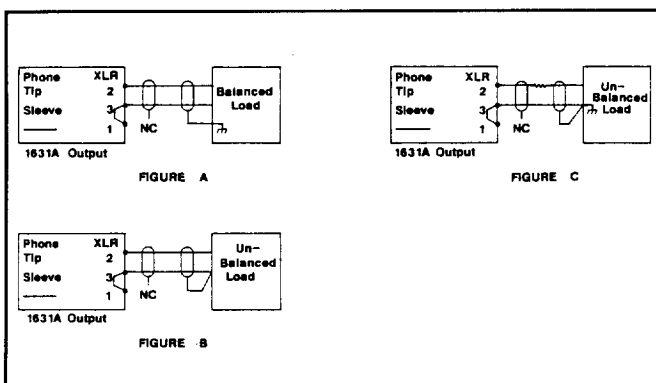 Phone XLR
Tip 2
Sleeve 3
1
NC
Balanced
Load
1631A Output
FIGURE A
Phone XLR
Tip 2
Sleeve 3
1
NC
Un-
Balanced
Load
1631A Output
FIGURE C
Phone XLR
Tip 2
Sleeve 3
1
NC
Un-
Balanced
Load
1631A Output
FIGURE B